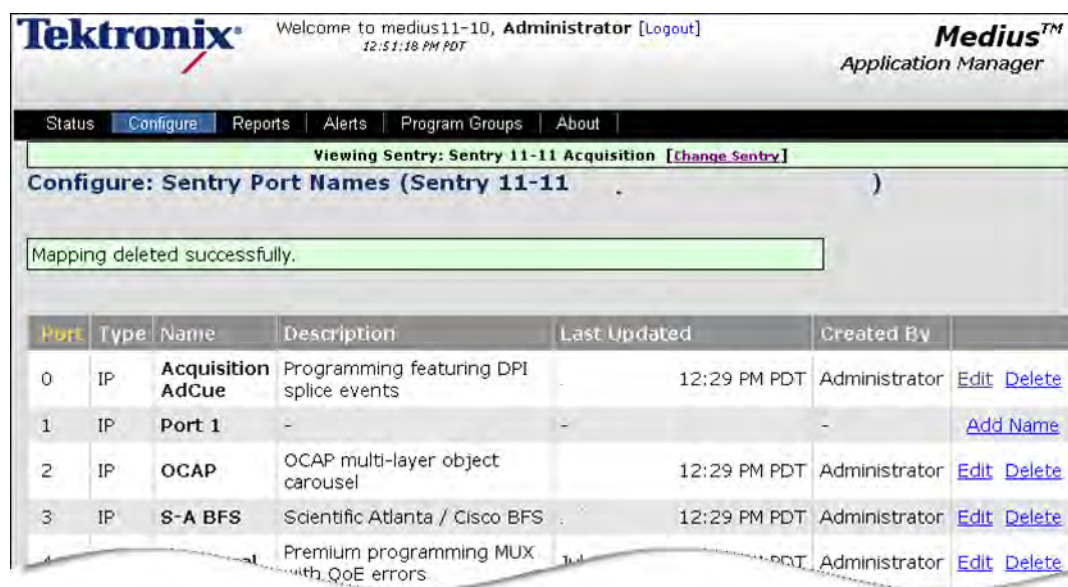 Tektronix
Welcome to medius11-10, Administrator [Logout]
12:51:18 PM PDT
Medius™
Application Manager
Status Configure Reports Alerts Program Groups About
Viewing Sentry: Sentry 11-11 Acquisition [Change Sentry]
Configure: Sentry Port Names (Sentry 11-11 . )
Mapping deleted successfully.
Port Type Name Description Last Updated Created By
0 IP Acquisition AdCue Programming featuring DPI splice events 12:29 PM PDT Administrator Edit Delete
1 IP Port 1 - - - Add Name
2 IP OCAP OCAP multi-layer object carousel 12:29 PM PDT Administrator Edit Delete
3 IP S-A BFS Scientific Atlanta / Cisco BFS 12:29 PM PDT Administrator Edit Delete
Premium programming MUX with QoE errors PDT Administrator Edit Delete